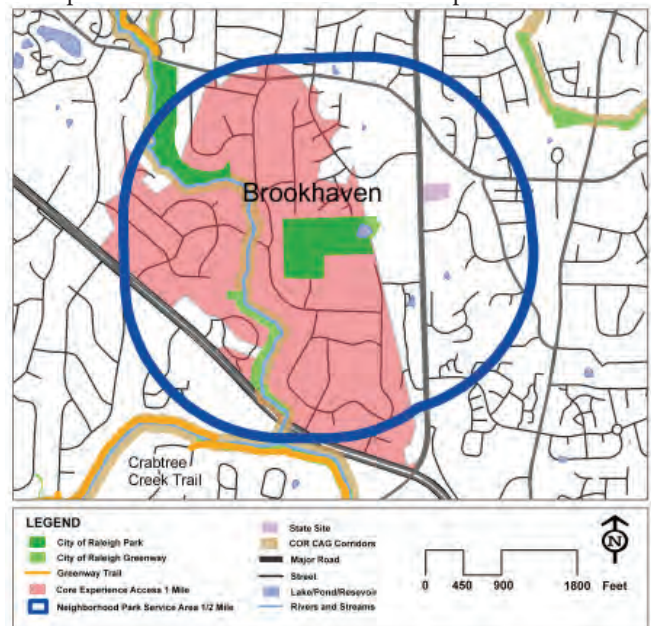 Brookhaven
Crabtree
Creek Trail
LEGEND
City of Raleigh Park
City of Raleigh Greenway
Greenway Trail
Core Experience Access 1 Mile
Neighborhood Park Service Area 1/2 Mile
State Site
COR CAG Corridors
Major Road
Street
Lake/Pond/Resevoir
Rivers and Streams
N
0 450 900 1800 Feet